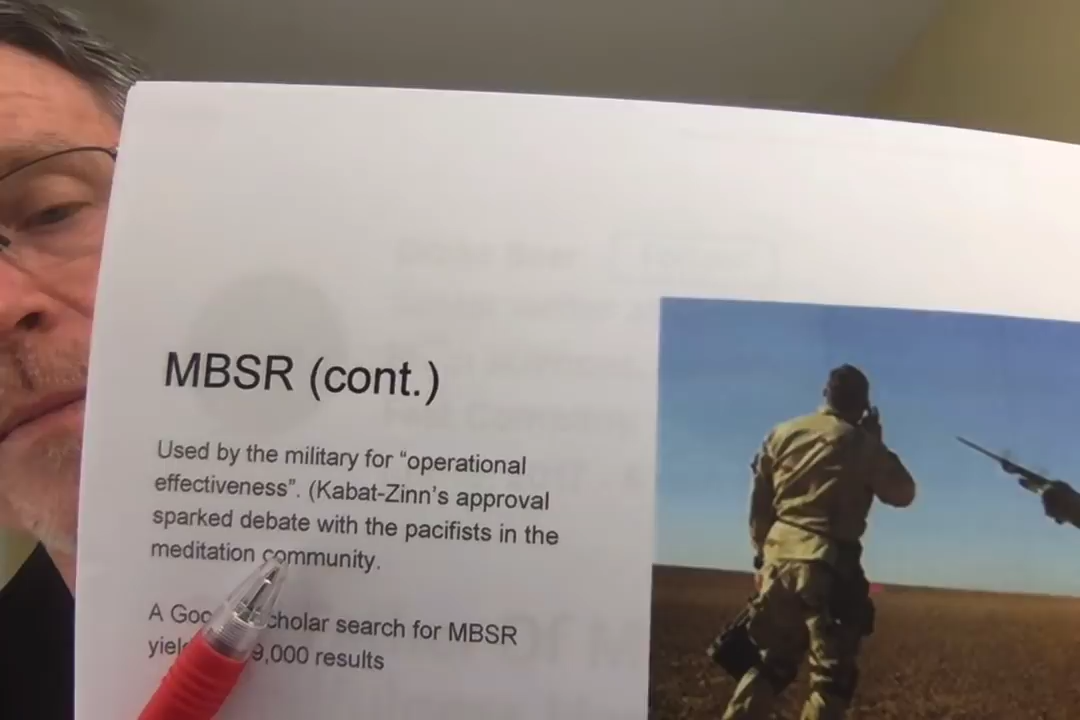 MBSR (cont.)
Used by the military for “operational
effectiveness”. (Kabat-Zinn’s approval
sparked debate with the pacifists in the
meditation community.
A cholar search for MBSR
9,000 results